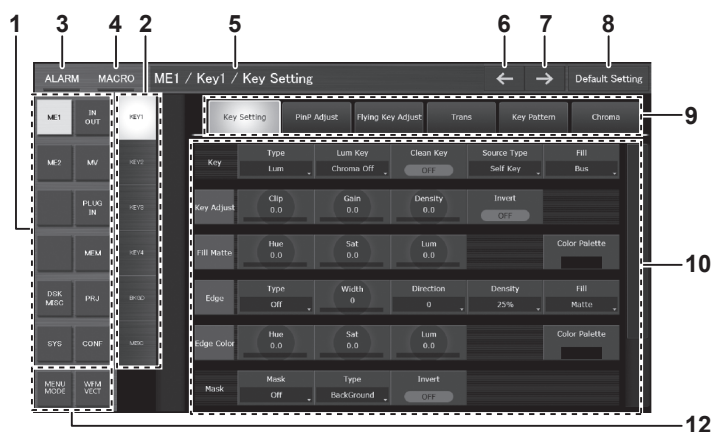 1 3 4 2 5 6 7 8
ALARM MACRO ME1 / Key1 / Key Setting ← → Default Setting
ME1 IN OUT KEY1
Key Setting PinP Adjust Flying Key Adjust Trans Key Pattern Chroma 9
ME2 MV KEY2
Key Type Lum Lum Key Chroma Off Clean Key OFF Source Type Self Key Fill Bus
PLUG IN KEY3
Key Adjust Clip 0.0 Gain 0.0 Density 0.0 Invert OFF
MEM KEY4
Fill Matte Hue 0.0 Sat 0.0 Lum 0.0 Color Palette 10
DSK MISC PRJ BKGD
Edge Type Off Width 0 Direction 0 Density 25% Fill Matte
SYS CONF MISC
Edge Color Hue 0.0 Sat 0.0 Lum 0.0 Color Palette
MENU MODE WFM VECT
Mask Mask Off Type BackGround Invert OFF
12